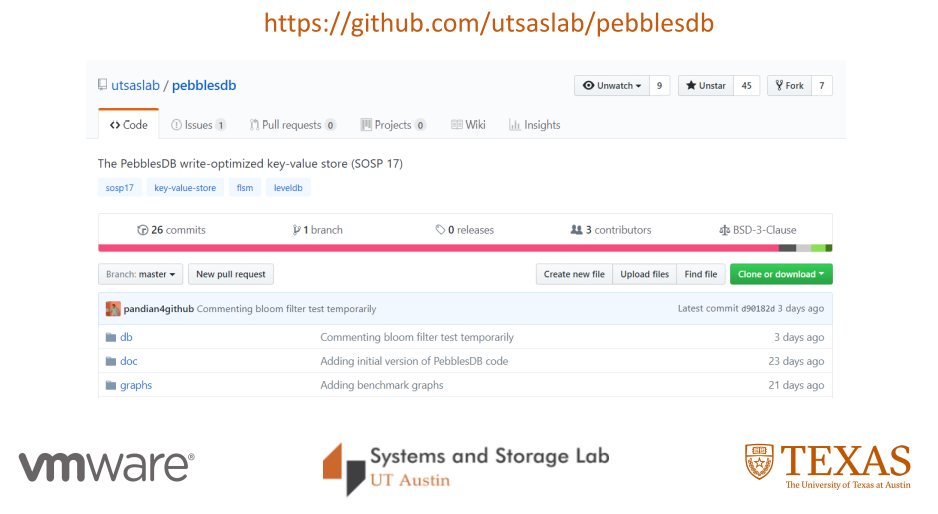 https://github.com/utsaslab/pebblesdb
utsaslab / pebblesdb
Unwatch 9 Unstar 45 Fork 7
Code Issues 1 Pull requests 0 Projects 0 Wiki Insights
The PebblesDB write-optimized key-value store (SOSP 17)
sosp17 key-value-store flsm leveldb
26 commits 1 branch 0 releases 3 contributors BSD-3-Clause
Branch: master New pull request Create new file Upload files Find file Clone or download
pandian4github Commenting bloom filter test temporarily Latest commit d90182d 3 days ago
db Commenting bloom filter test temporarily 3 days ago
doc Adding initial version of PebblesDB code 23 days ago
graphs Adding benchmark graphs 21 days ago
vmware®
Systems and Storage Lab
UT Austin
TEXAS
The University of Texas at Austin